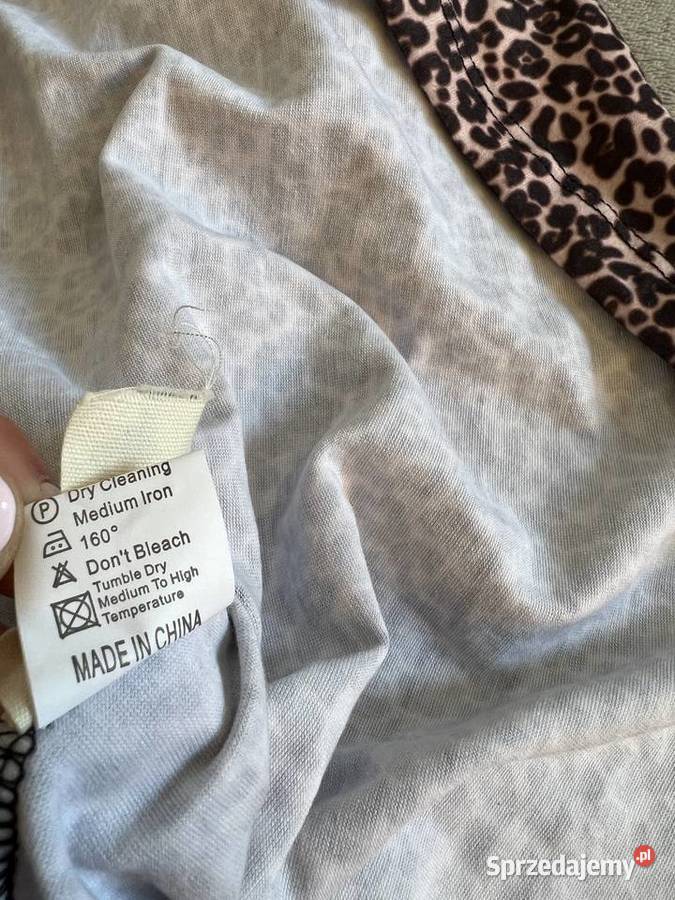 Dry Cleaning
P
Medium Iron
160°
Don't Bleach
Tumble Dry
Medium To High
Temperature
MADE IN CHINA
Sprzedajemy.pl